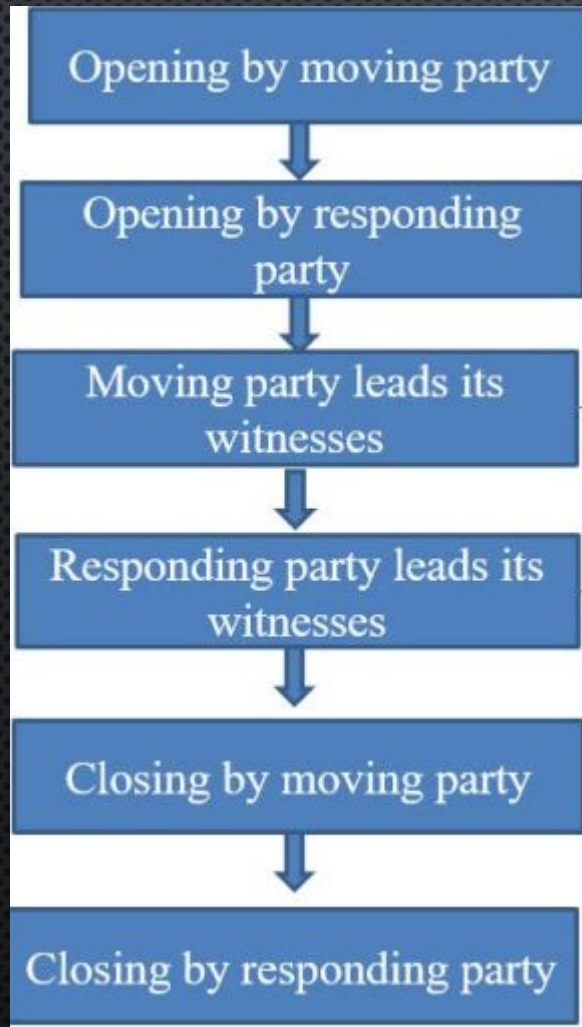 Opening by moving party
Opening by responding
party
Moving party leads its
witnesses
Responding party leads its
witnesses
Closing by moving party
Closing by responding party